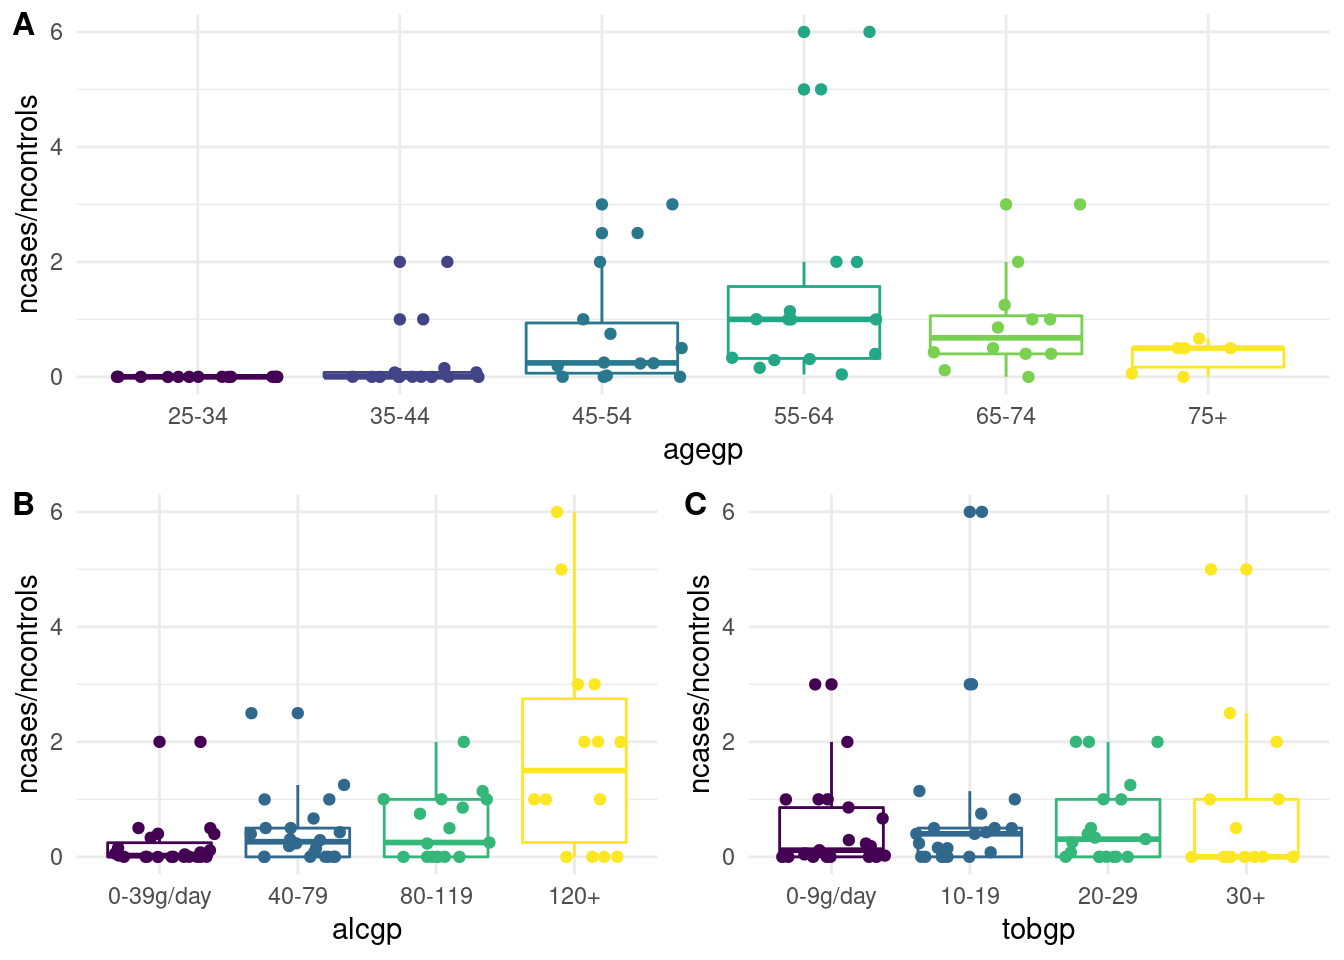 A
ncases/ncontrols
6
4
2
0
25-34 35-44 45-54 55-64 65-74 75+
agegp
B
ncases/ncontrols
6
4
2
0
0-39g/day 40-79 80-119 120+
alcgp
C
ncases/ncontrols
6
4
2
0
0-9g/day 10-19 20-29 30+
tobgp